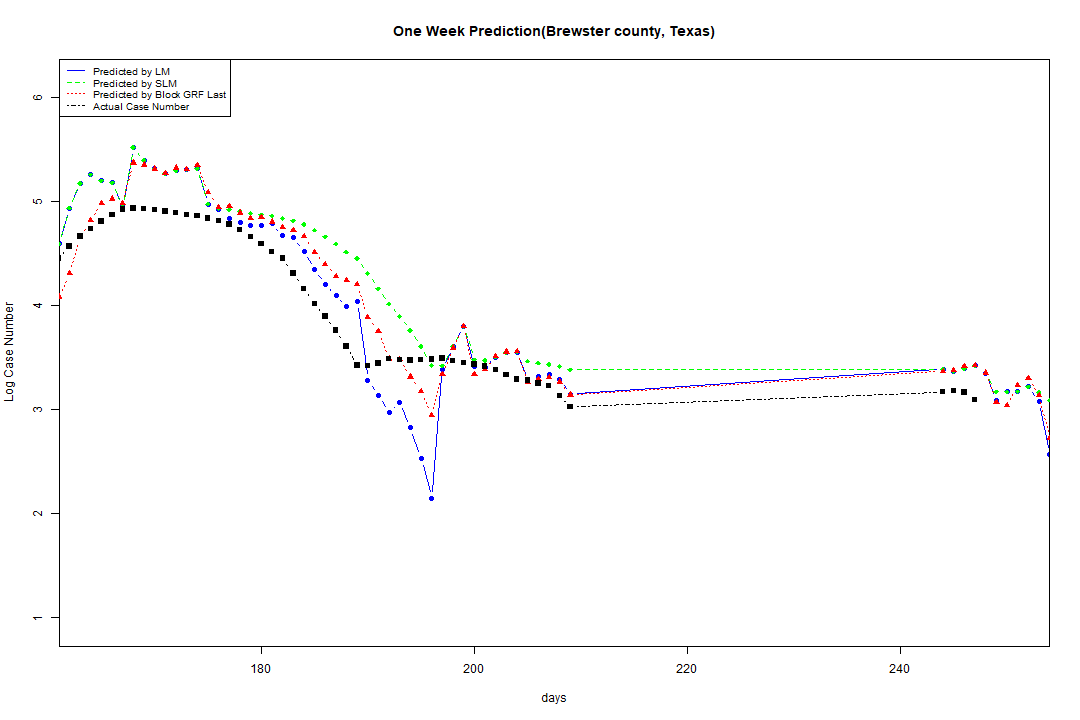 One Week Prediction(Brewster county, Texas)
Predicted by LM
Predicted by SLM
Predicted by Block GRF Last
Actual Case Number
6
5
4
3
2
1
Log Case Number
180 200 220 240
days